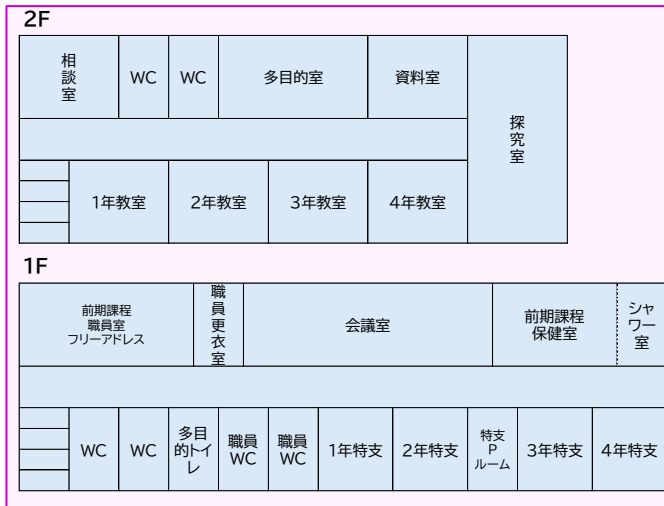 2F
相談室
WC
WC
多目的室
資料室
探究室
1年教室
2年教室
3年教室
4年教室
1F
前期課程
職員室
フリーアドレス
職員更衣室
会議室
前期課程
保健室
シャ
ワー
室
WC
WC
多目
的トイ
レ
職員
WC
職員
WC
1年特支
2年特支
特支
P
ルーム
3年特支
4年特支